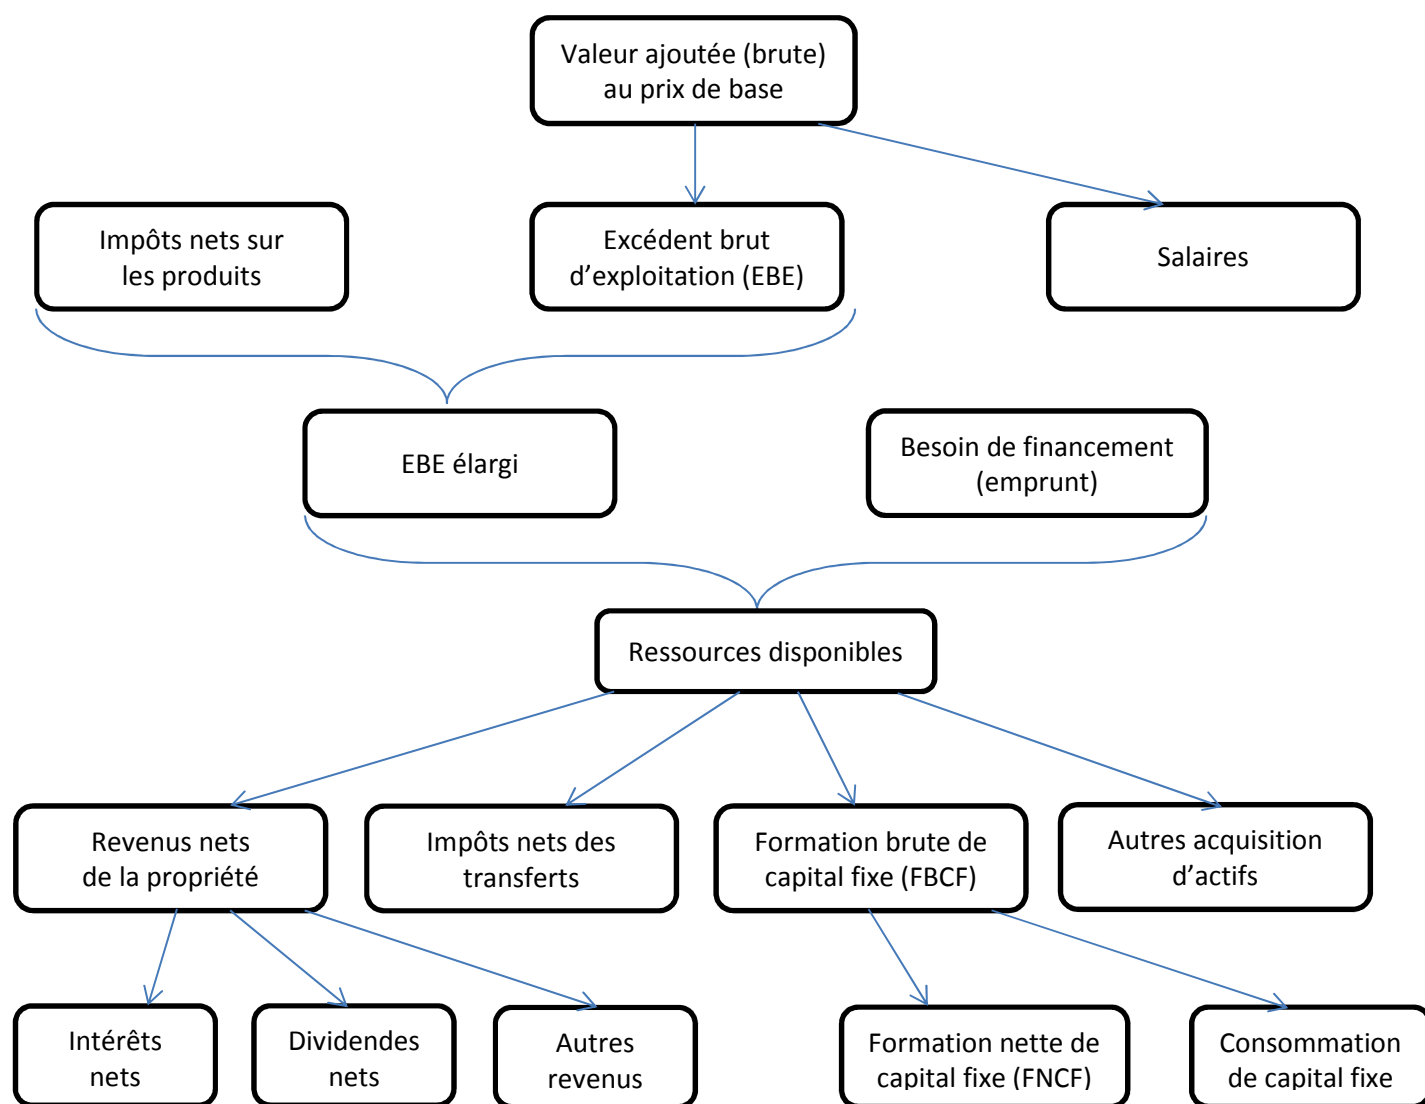 Valeur ajoutée (brute)
au prix de base
Impôts nets sur
les produits
Excédent brut
d’exploitation (EBE)
Salaires
EBE élargi
Besoin de financement
(emprunt)
Ressources disponibles
Revenus nets
de la propriété
Impôts nets des
transferts
Formation brute de
capital fixe (FBCF)
Autres acquisition
d’actifs
Intérêts
nets
Dividendes
nets
Autres
revenus
Formation nette de
capital fixe (FNCF)
Consommation
de capital fixe